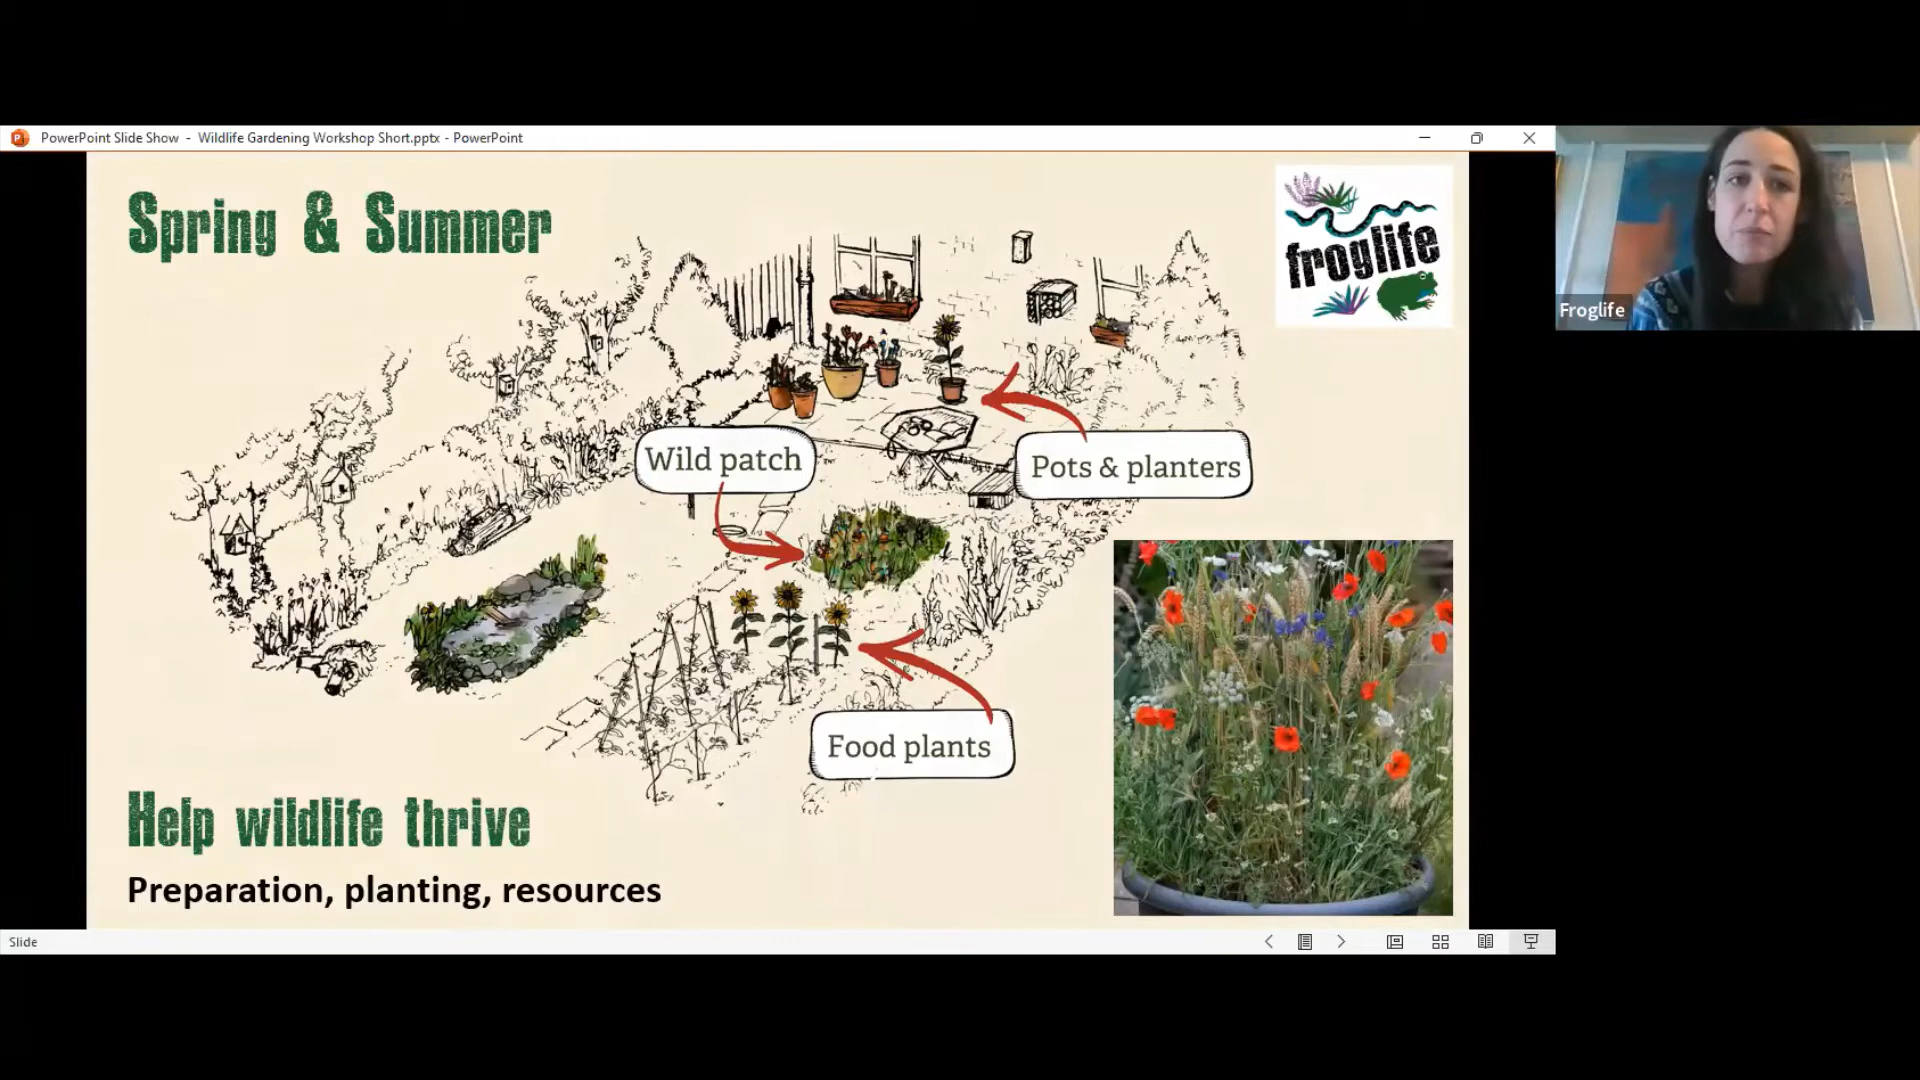 PowerPoint Slide Show - Wildlife Gardening Workshop Short.pptx - PowerPoint
Spring & Summer
froglife
Froglife
Wild patch
Pots & planters
Food plants
Help wildlife thrive
Preparation, planting, resources
Slide